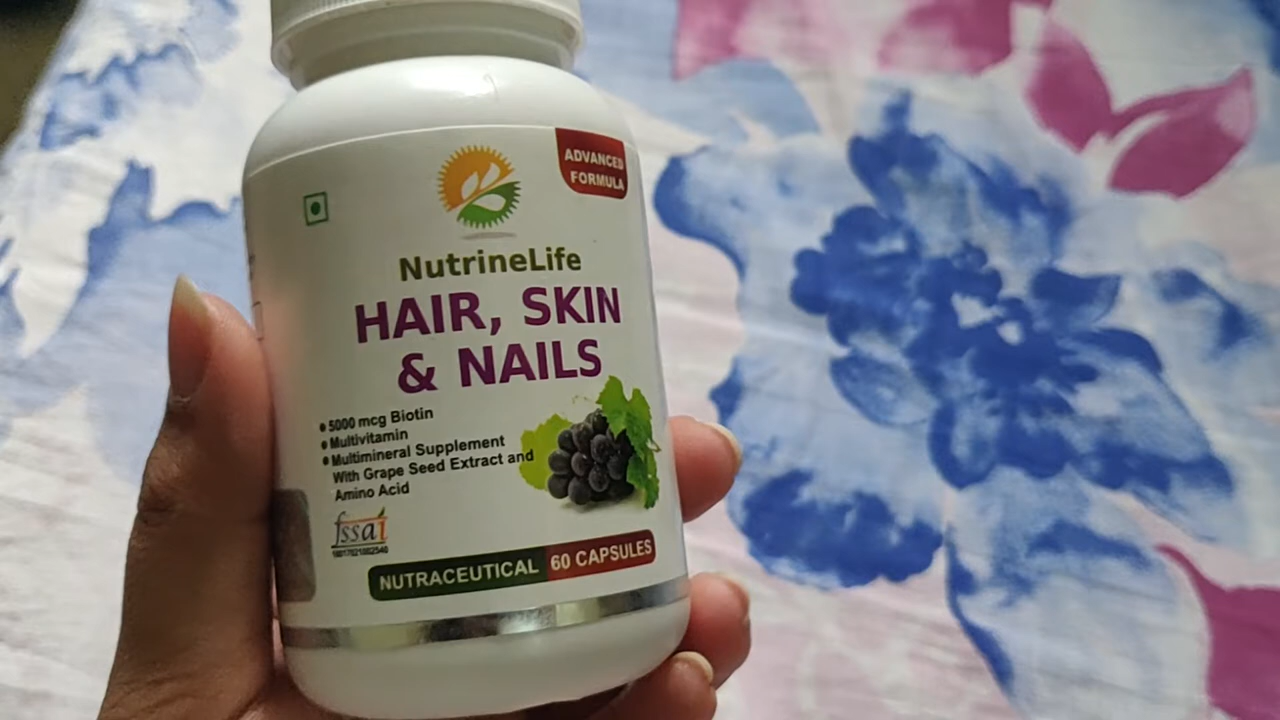 ADVANCED
FORMULA
NutrineLife
HAIR, SKIN
& NAILS
• 5000 mcg Biotin
• Multivitamin
• Multimineral Supplement
With Grape Seed Extract and
Amino Acid
fssai
NUTRACEUTICAL 60 CAPSULES